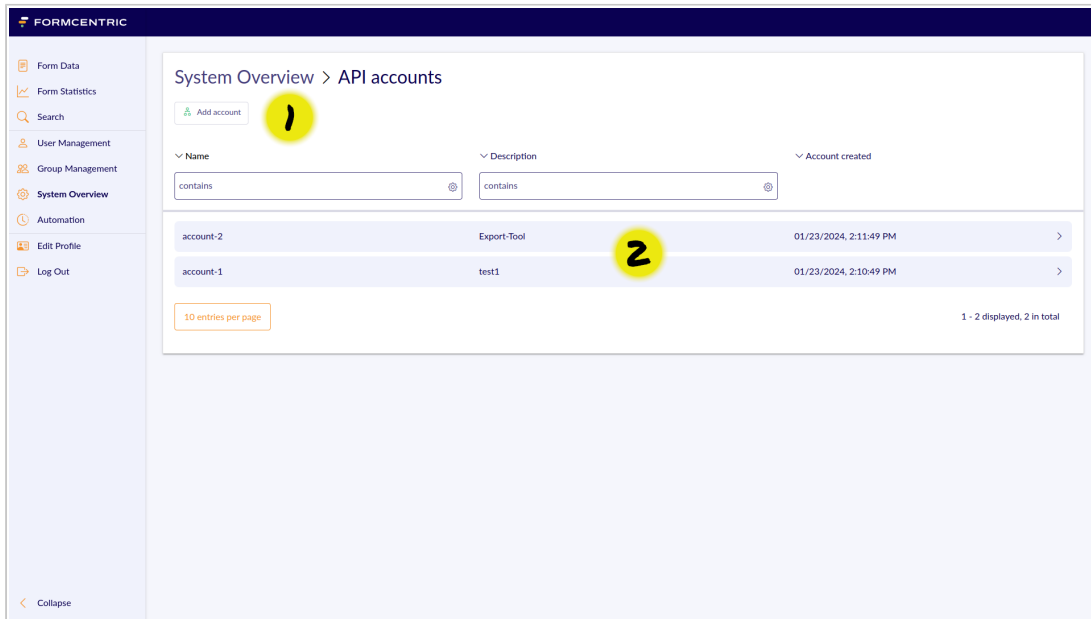 FORMCENTRIC
Form Data
Form Statistics
Search
User Management
Group Management
System Overview
Automation
Edit Profile
Log Out
Collapse
System Overview > API accounts
Add account
1
Name Description Account created
contains contains
account-2 Export-Tool 01/23/2024, 2:11:49 PM
2
account-1 test1 01/23/2024, 2:10:49 PM
10 entries per page 1 - 2 displayed, 2 in total